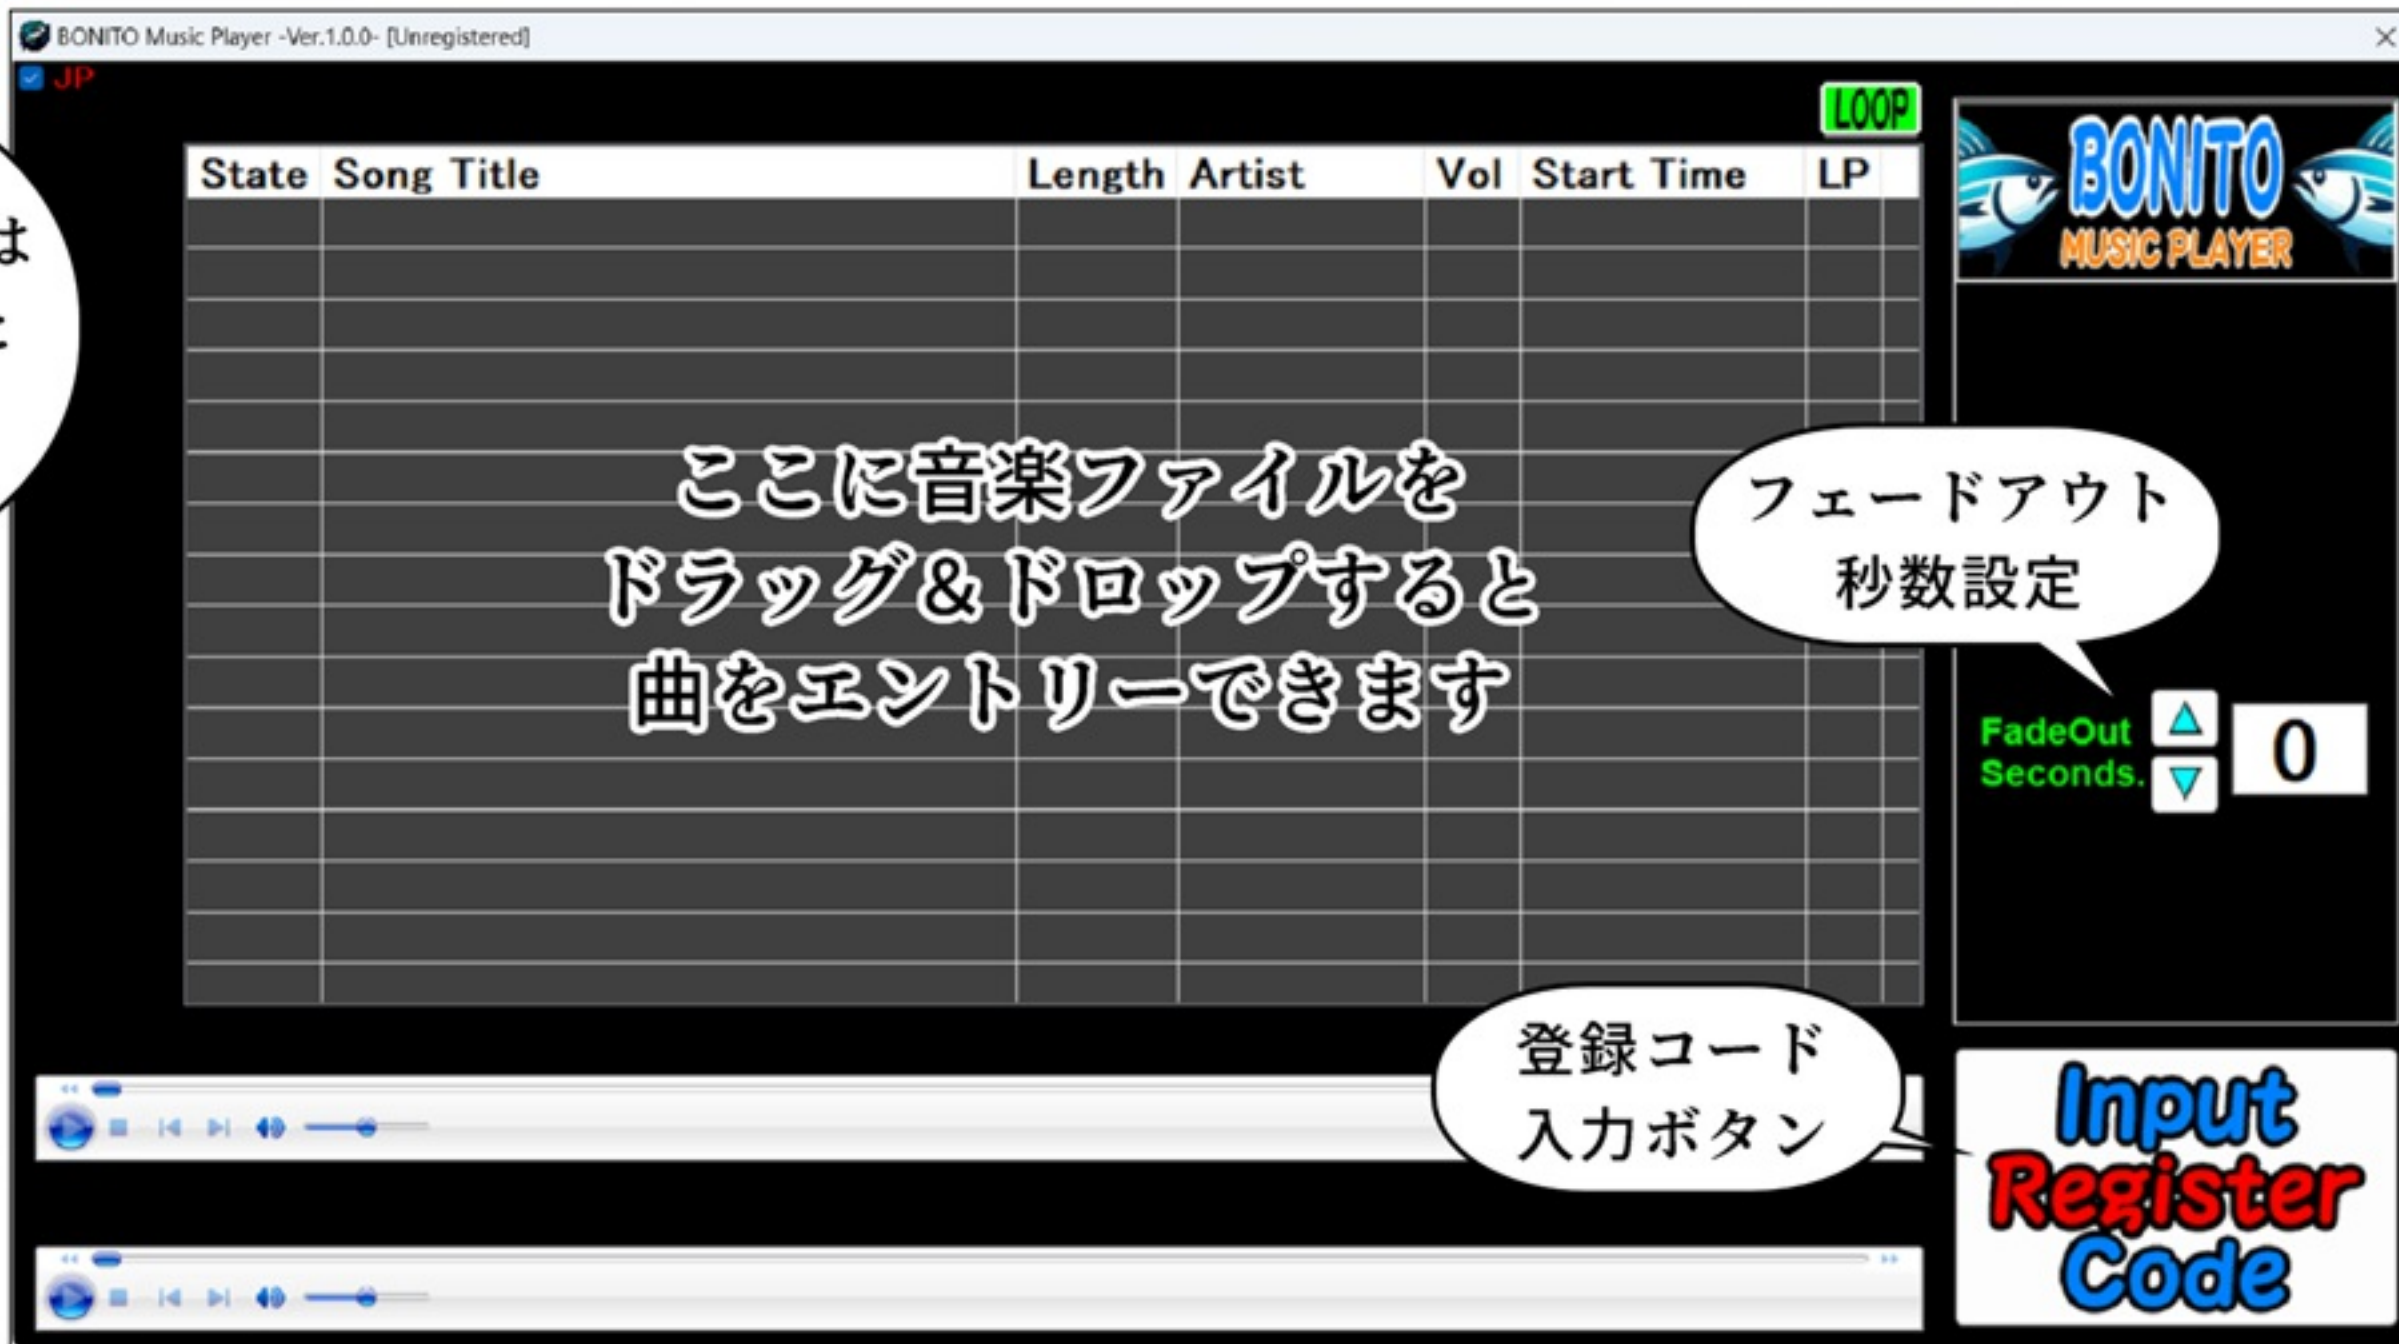 BONITO Music Player -Ver.1.0.0- [Unregistered]
JP
LOOP
BONITO
MUSIC PLAYER
State Song Title Length Artist Vol Start Time LP
は
ここに音楽ファイルを
ドラッグ&ドロップすると
曲をエントリーできます
フェードアウト
秒数設定
FadeOut
Seconds.
0
登録コード
入力ボタン
Input
Register
Code